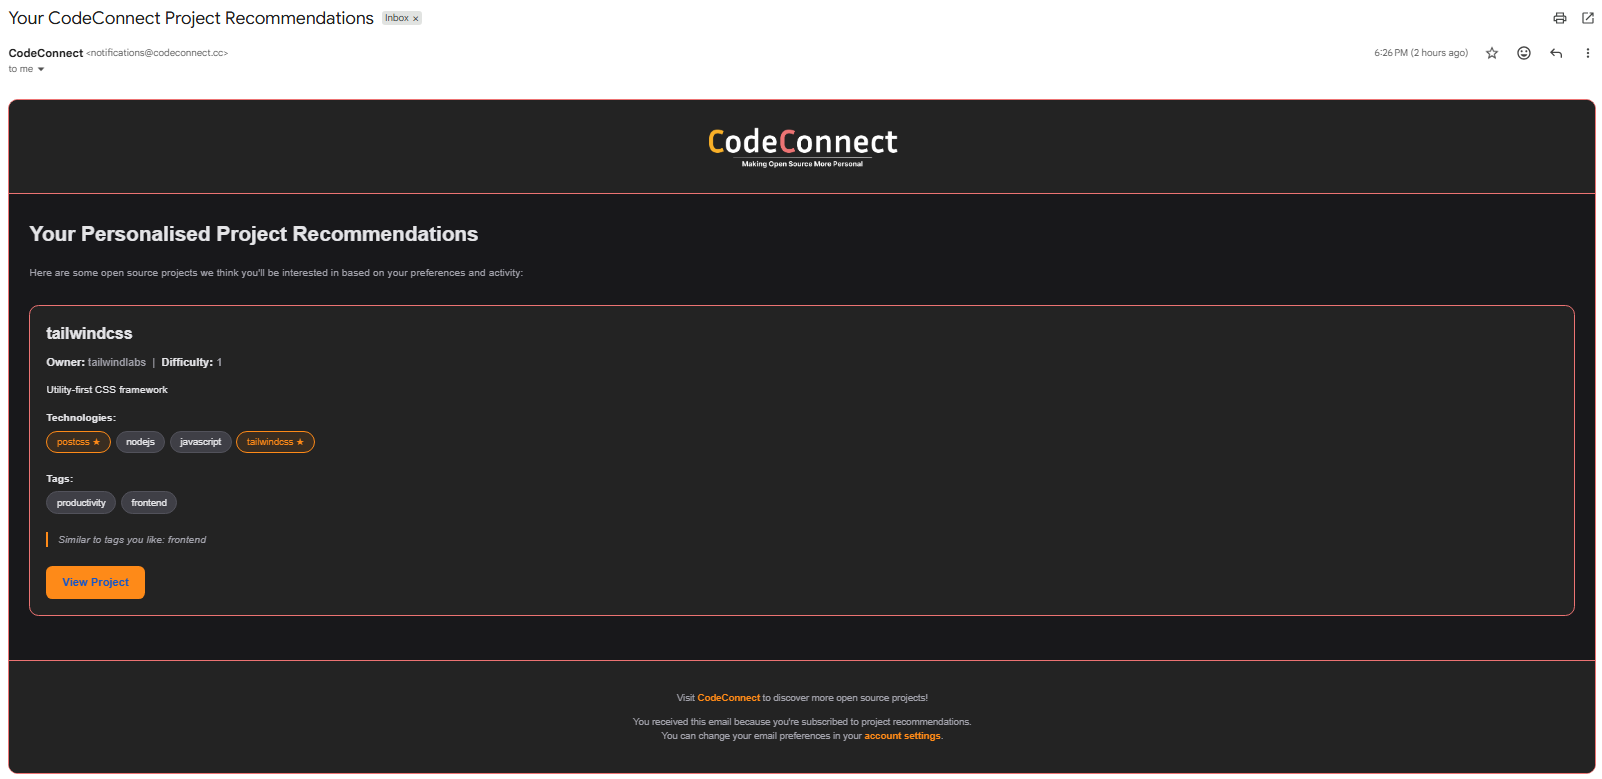 Your CodeConnect Project Recommendations Inbox ×
CodeConnect <notifications@codeconnect.cc> 6:26 PM (2 hours ago)
to me
CodeConnect
Making Open Source More Personal
Your Personalised Project Recommendations
Here are some open source projects we think you'll be interested in based on your preferences and activity:
tailwindcss
Owner: tailwindlabs | Difficulty: 1
Utility-first CSS framework
Technologies:
postcss ★ nodejs javascript tailwindcss ★
Tags:
productivity frontend
Similar to tags you like: frontend
View Project
Visit CodeConnect to discover more open source projects!
You received this email because you're subscribed to project recommendations.
You can change your email preferences in your account settings.